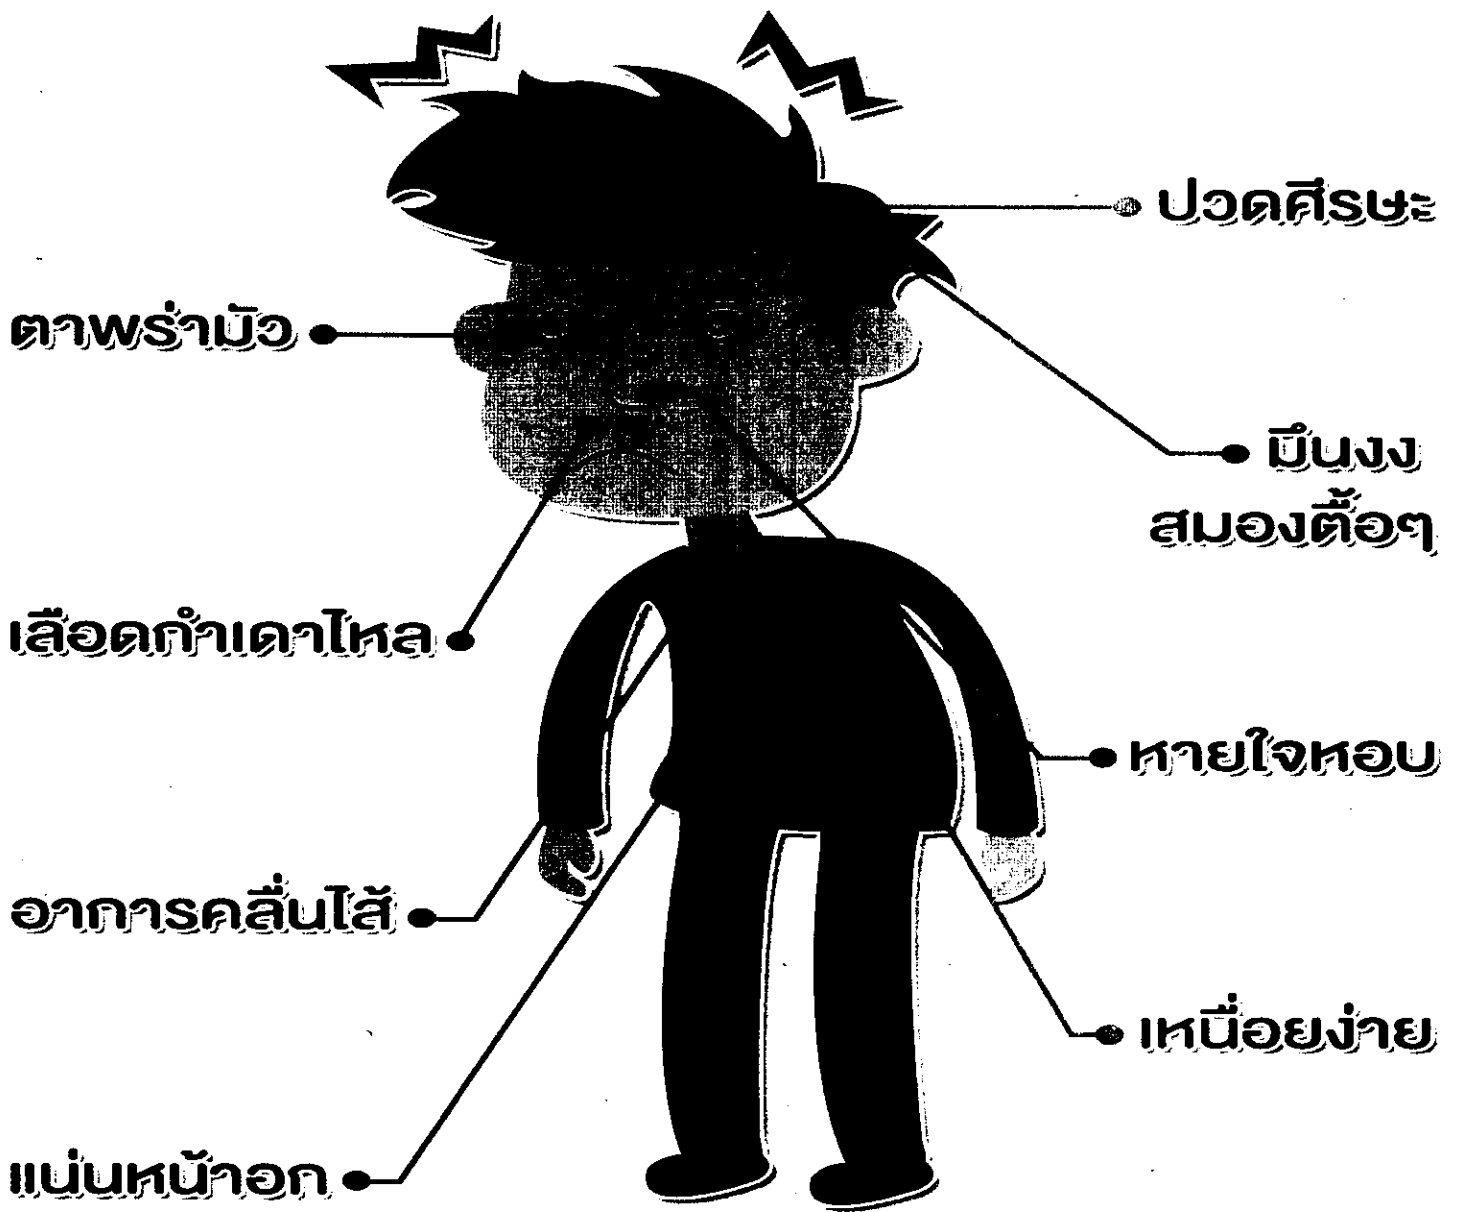 ปวดศีรษะ
ตาพร่ามัว
มึนงง
สมองตื้อๆ
เลือดกำเดาไหล
หายใจหอบ
อาการคลื่นไส้
เหนื่อยง่าย
แน่นหน้าอก